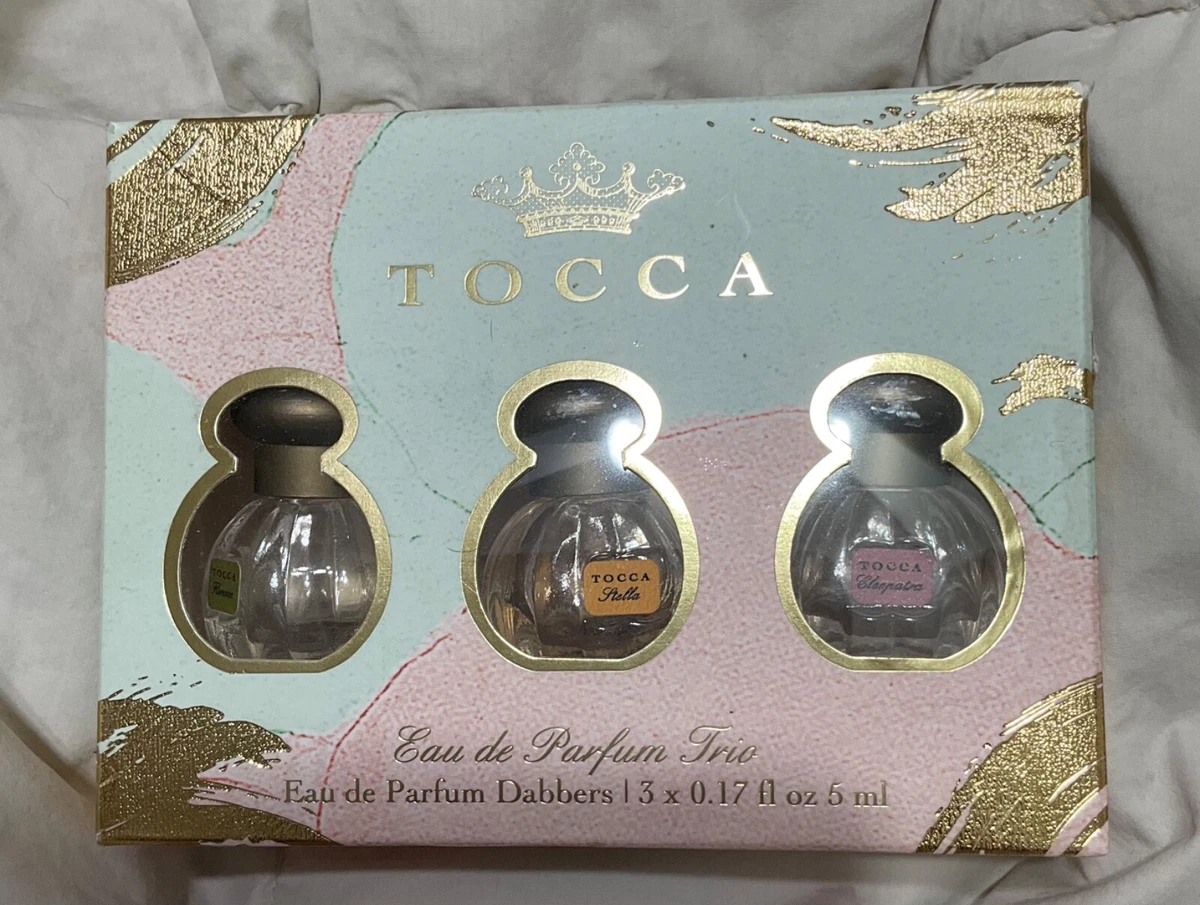 TOCCA
TOCCA
TOCCA
Stella
TOCCA
Cleopatra
Eau de Parfum Trio
Eau de Parfum Dabbers | 3 x 0.17 fl oz 5 ml